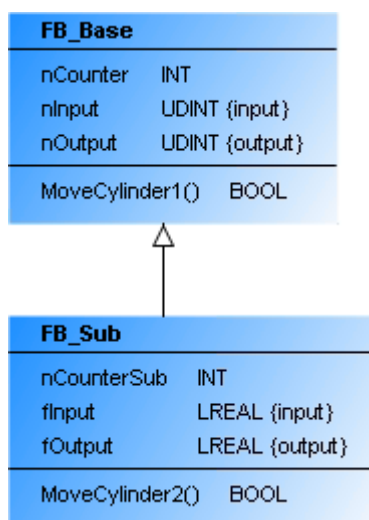 FB_Base
nCounter INT
nInput UDINT {input}
nOutput UDINT {output}
MoveCylinder1() BOOL
FB_Sub
nCounterSub INT
fInput LREAL {input}
fOutput LREAL {output}
MoveCylinder2() BOOL